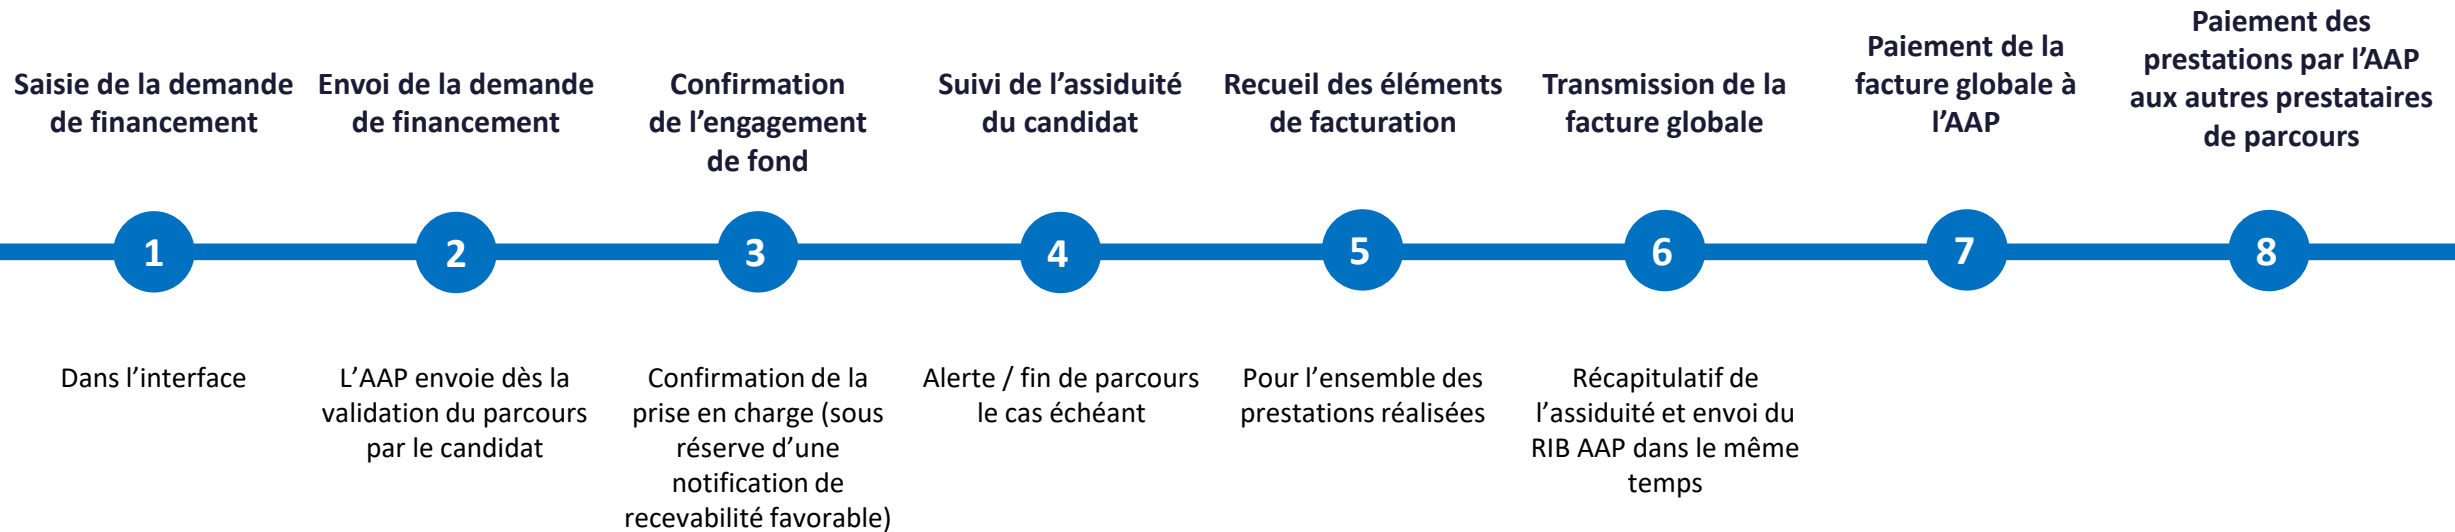 Saisie de la demande
de financement
Envoi de la demande
de financement
Confirmation
de l’engagement
de fond
Suivi de l’assiduité
du candidat
Recueil des éléments
de facturation
Transmission de la
facture globale
Paiement de la
facture globale à
l’AAP
Paiement des
prestations par l’AAP
aux autres prestataires
de parcours
1
2
3
4
5
6
7
8
Dans l’interface
L’AAP envoie dès la
validation du parcours
par le candidat
Confirmation de la
prise en charge (sous
réserve d’une
notification de
recevabilité favorable)
Alerte / fin de parcours
le cas échéant
Pour l’ensemble des
prestations réalisées
Récapitulatif de
l’assiduité et envoi du
RIB AAP dans le même
temps